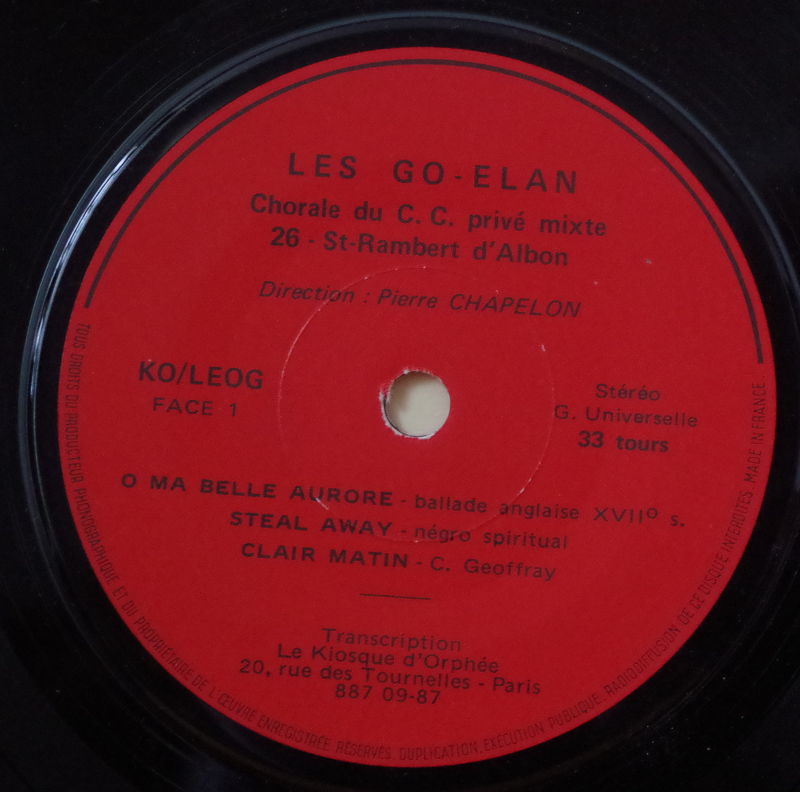 LES GO-ELAN
Chorale du C. C. privé mixte
26 - St-Rambert d'Albon
Direction : Pierre CHAPELON
KO/LEOG
FACE 1
Stéréo
G. Universelle
33 tours
O MA BELLE AURORE - ballade anglaise XVIIº s.
STEAL AWAY - négro spiritual
CLAIR MATIN - C. Geoffray
Transcription
Le Kiosque d'Orphée
20, rue des Tournelles - Paris
887 09-87
TOUS DROITS DU PRODUCTEUR PHONOGRAPHIQUE ET DU PROPRIÉTAIRE DE L'ŒUVRE ENREGISTRÉE RÉSERVÉS. DUPLICATION, EXÉCUTION PUBLIQUE, RADIODIFFUSION DE CE DISQUE INTERDITES MADE IN FRANCE